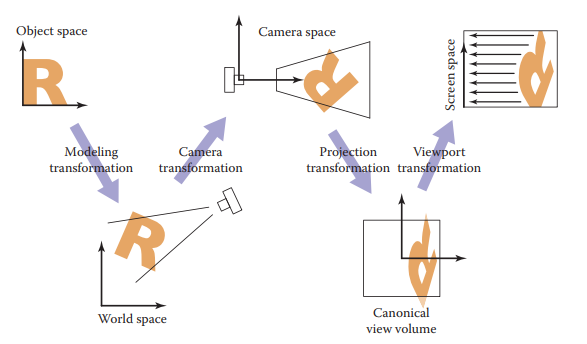 Object space
R
Modeling
transformation
R
World space
Camera
transformation
Camera space
R
Projection
transformation
R
Canonical
view volume
Viewport
transformation
Screen space
R